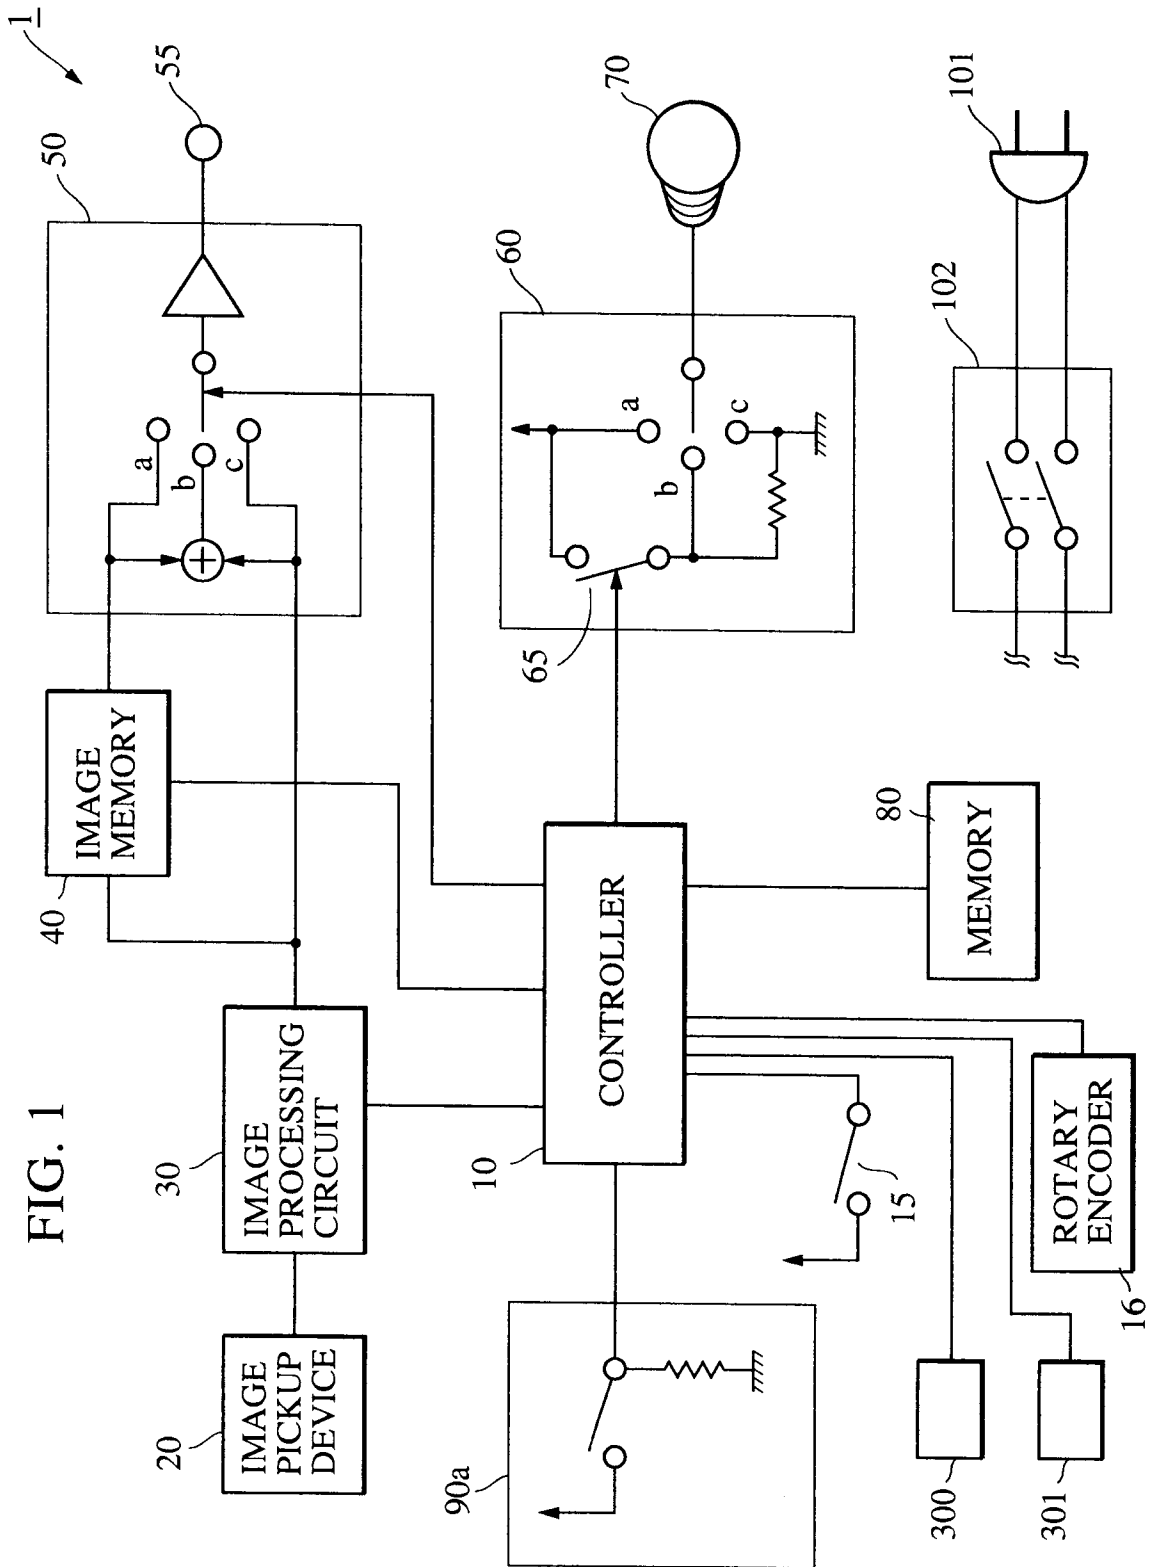 FIG. 1
1
20
IMAGE
PICKUP
DEVICE
30
IMAGE
PROCESSING
CIRCUIT
40
IMAGE
MEMORY
50
a
b
c
55
90a
10
CONTROLLER
60
65
a
b
c
70
15
80
MEMORY
300
301
16
ROTARY
ENCODER
102
101